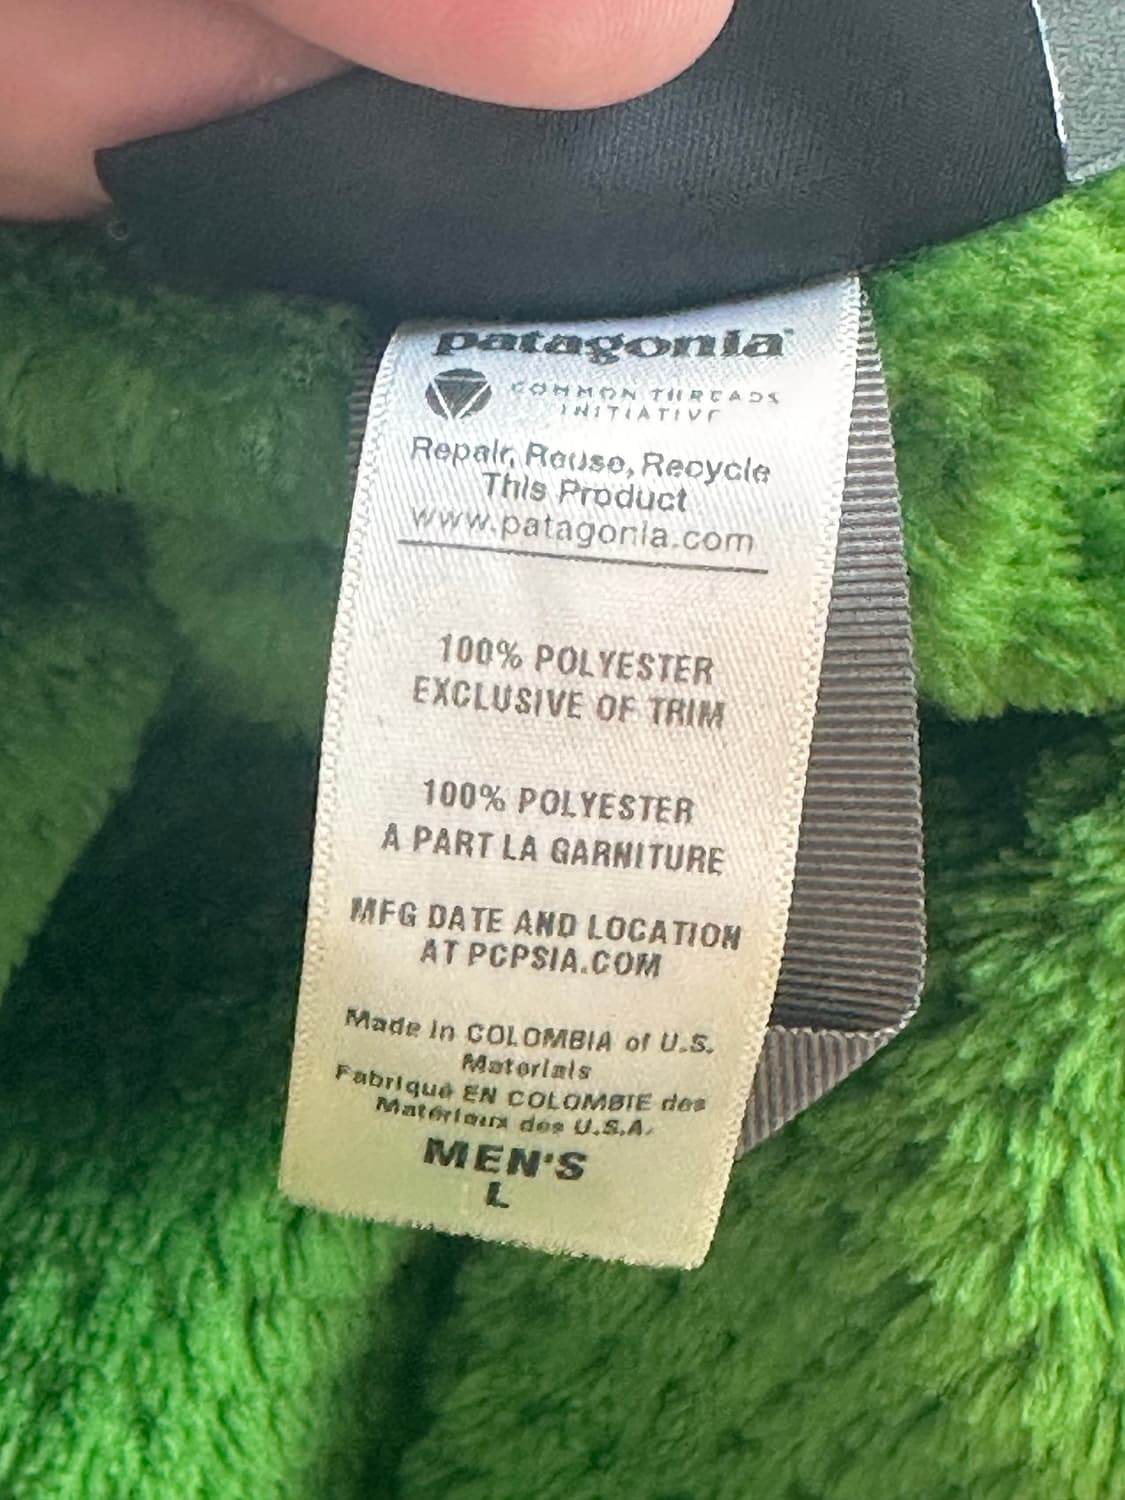 patagonia®
COMMON THREADS
INITIATIVE
Repair, Reuse, Recycle
This Product
www.patagonia.com
100% POLYESTER
EXCLUSIVE OF TRIM
100% POLYESTER
À PART LA GARNITURE
MFG DATE AND LOCATION
AT PCPSIA.COM
Made in COLOMBIA of U.S.
Materials
Fabriqué EN COLOMBIE des
Matériaux des U.S.A.
MEN'S
L